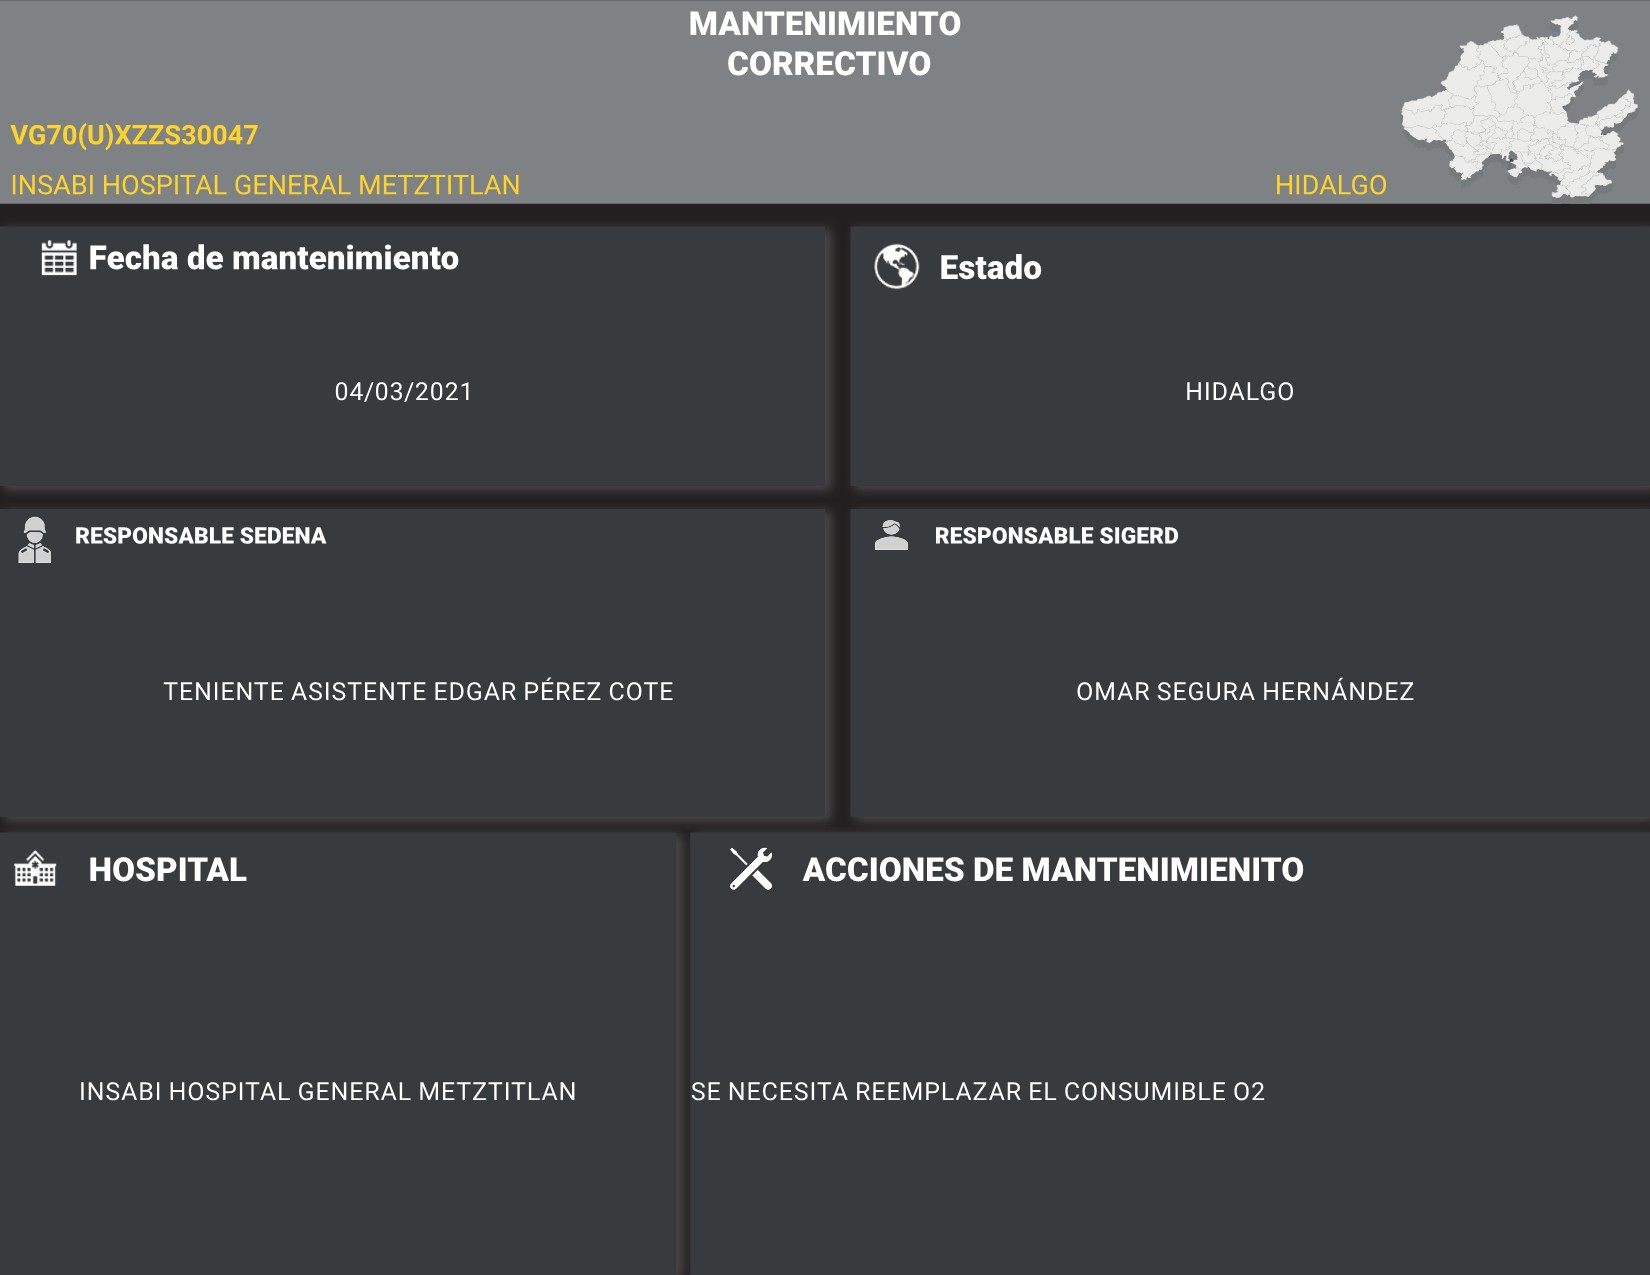 MANTENIMIENTO
CORRECTIVO
VG70(U)XZZS30047
INSABI HOSPITAL GENERAL METZTITLAN
HIDALGO
Fecha de mantenimiento
04/03/2021
Estado
HIDALGO
RESPONSABLE SEDENA
TENIENTE ASISTENTE EDGAR PÉREZ COTE
RESPONSABLE SIGERD
OMAR SEGURA HERNÁNDEZ
HOSPITAL
INSABI HOSPITAL GENERAL METZTITLAN
ACCIONES DE MANTENIMIENITO
SE NECESITA REEMPLAZAR EL CONSUMIBLE O2